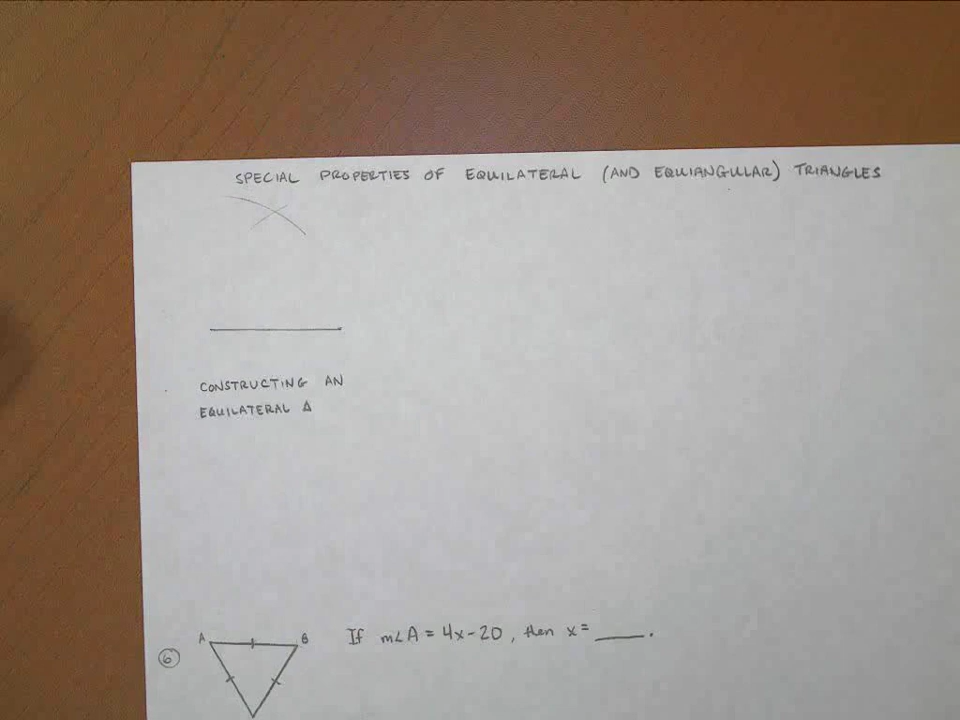 SPECIAL PROPERTIES OF EQUILATERAL (AND EQUIANGULAR) TRIANGLES
CONSTRUCTING AN
EQUILATERAL Δ
6
A B
If m∠A = 4x-20, then x = ____.